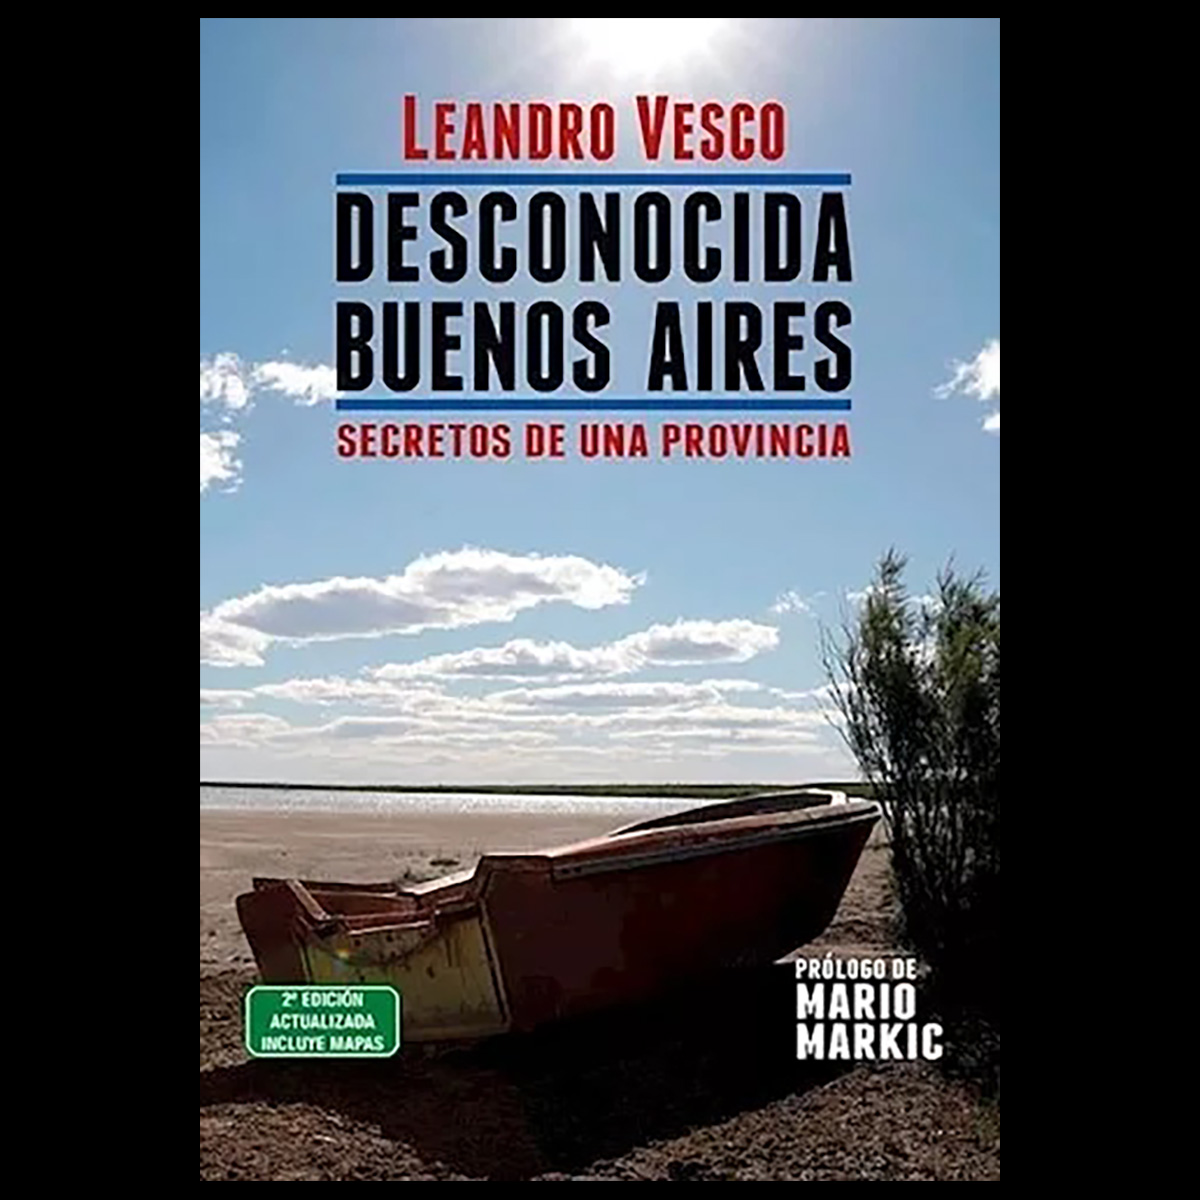 LEANDRO VESCO
DESCONOCIDA
BUENOS AIRES
SECRETOS DE UNA PROVINCIA
2ª EDICIÓN
ACTUALIZADA
INCLUYE MAPAS
PRÓLOGO DE
MARIO
MARKIC